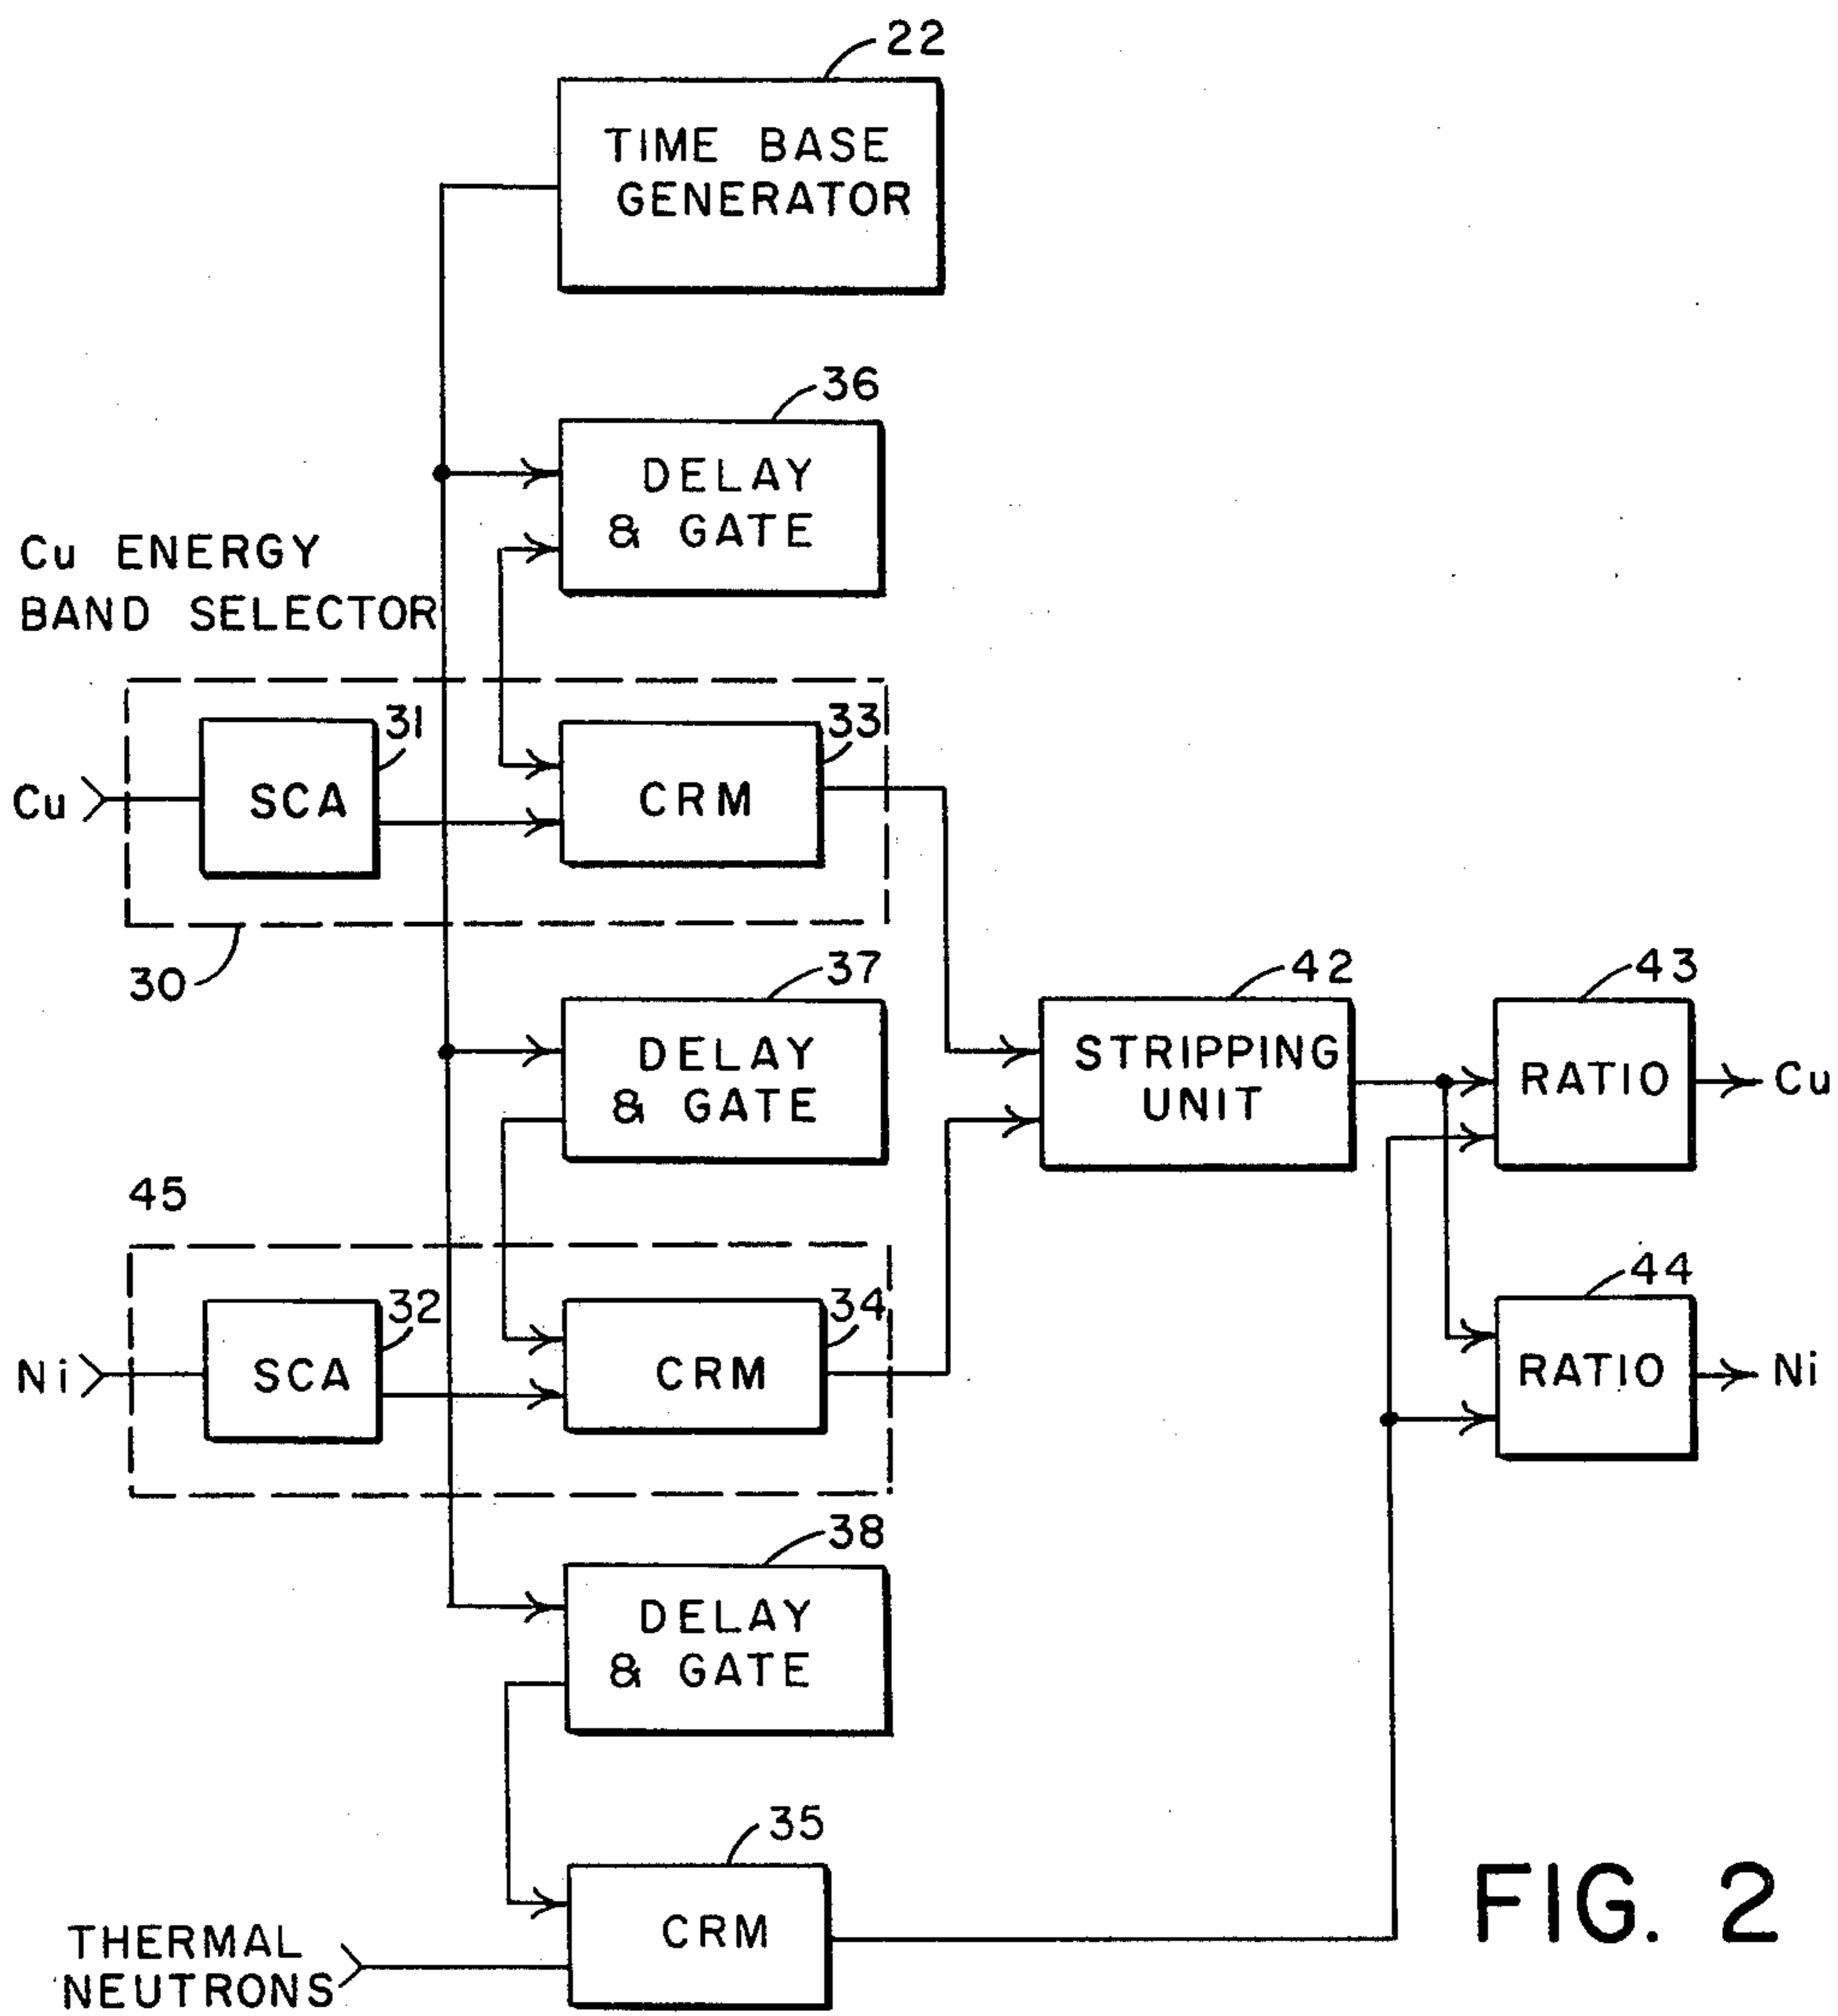 22
TIME BASE
GENERATOR
36
DELAY
& GATE
Cu ENERGY
BAND SELECTOR
31
33
Cu
SCA
CRM
30
37
42
43
DELAY
& GATE
STRIPPING
UNIT
RATIO
Cu
45
44
32
34
Ni
SCA
CRM
RATIO
Ni
38
DELAY
& GATE
35
CRM
THERMAL
NEUTRONS
FIG. 2